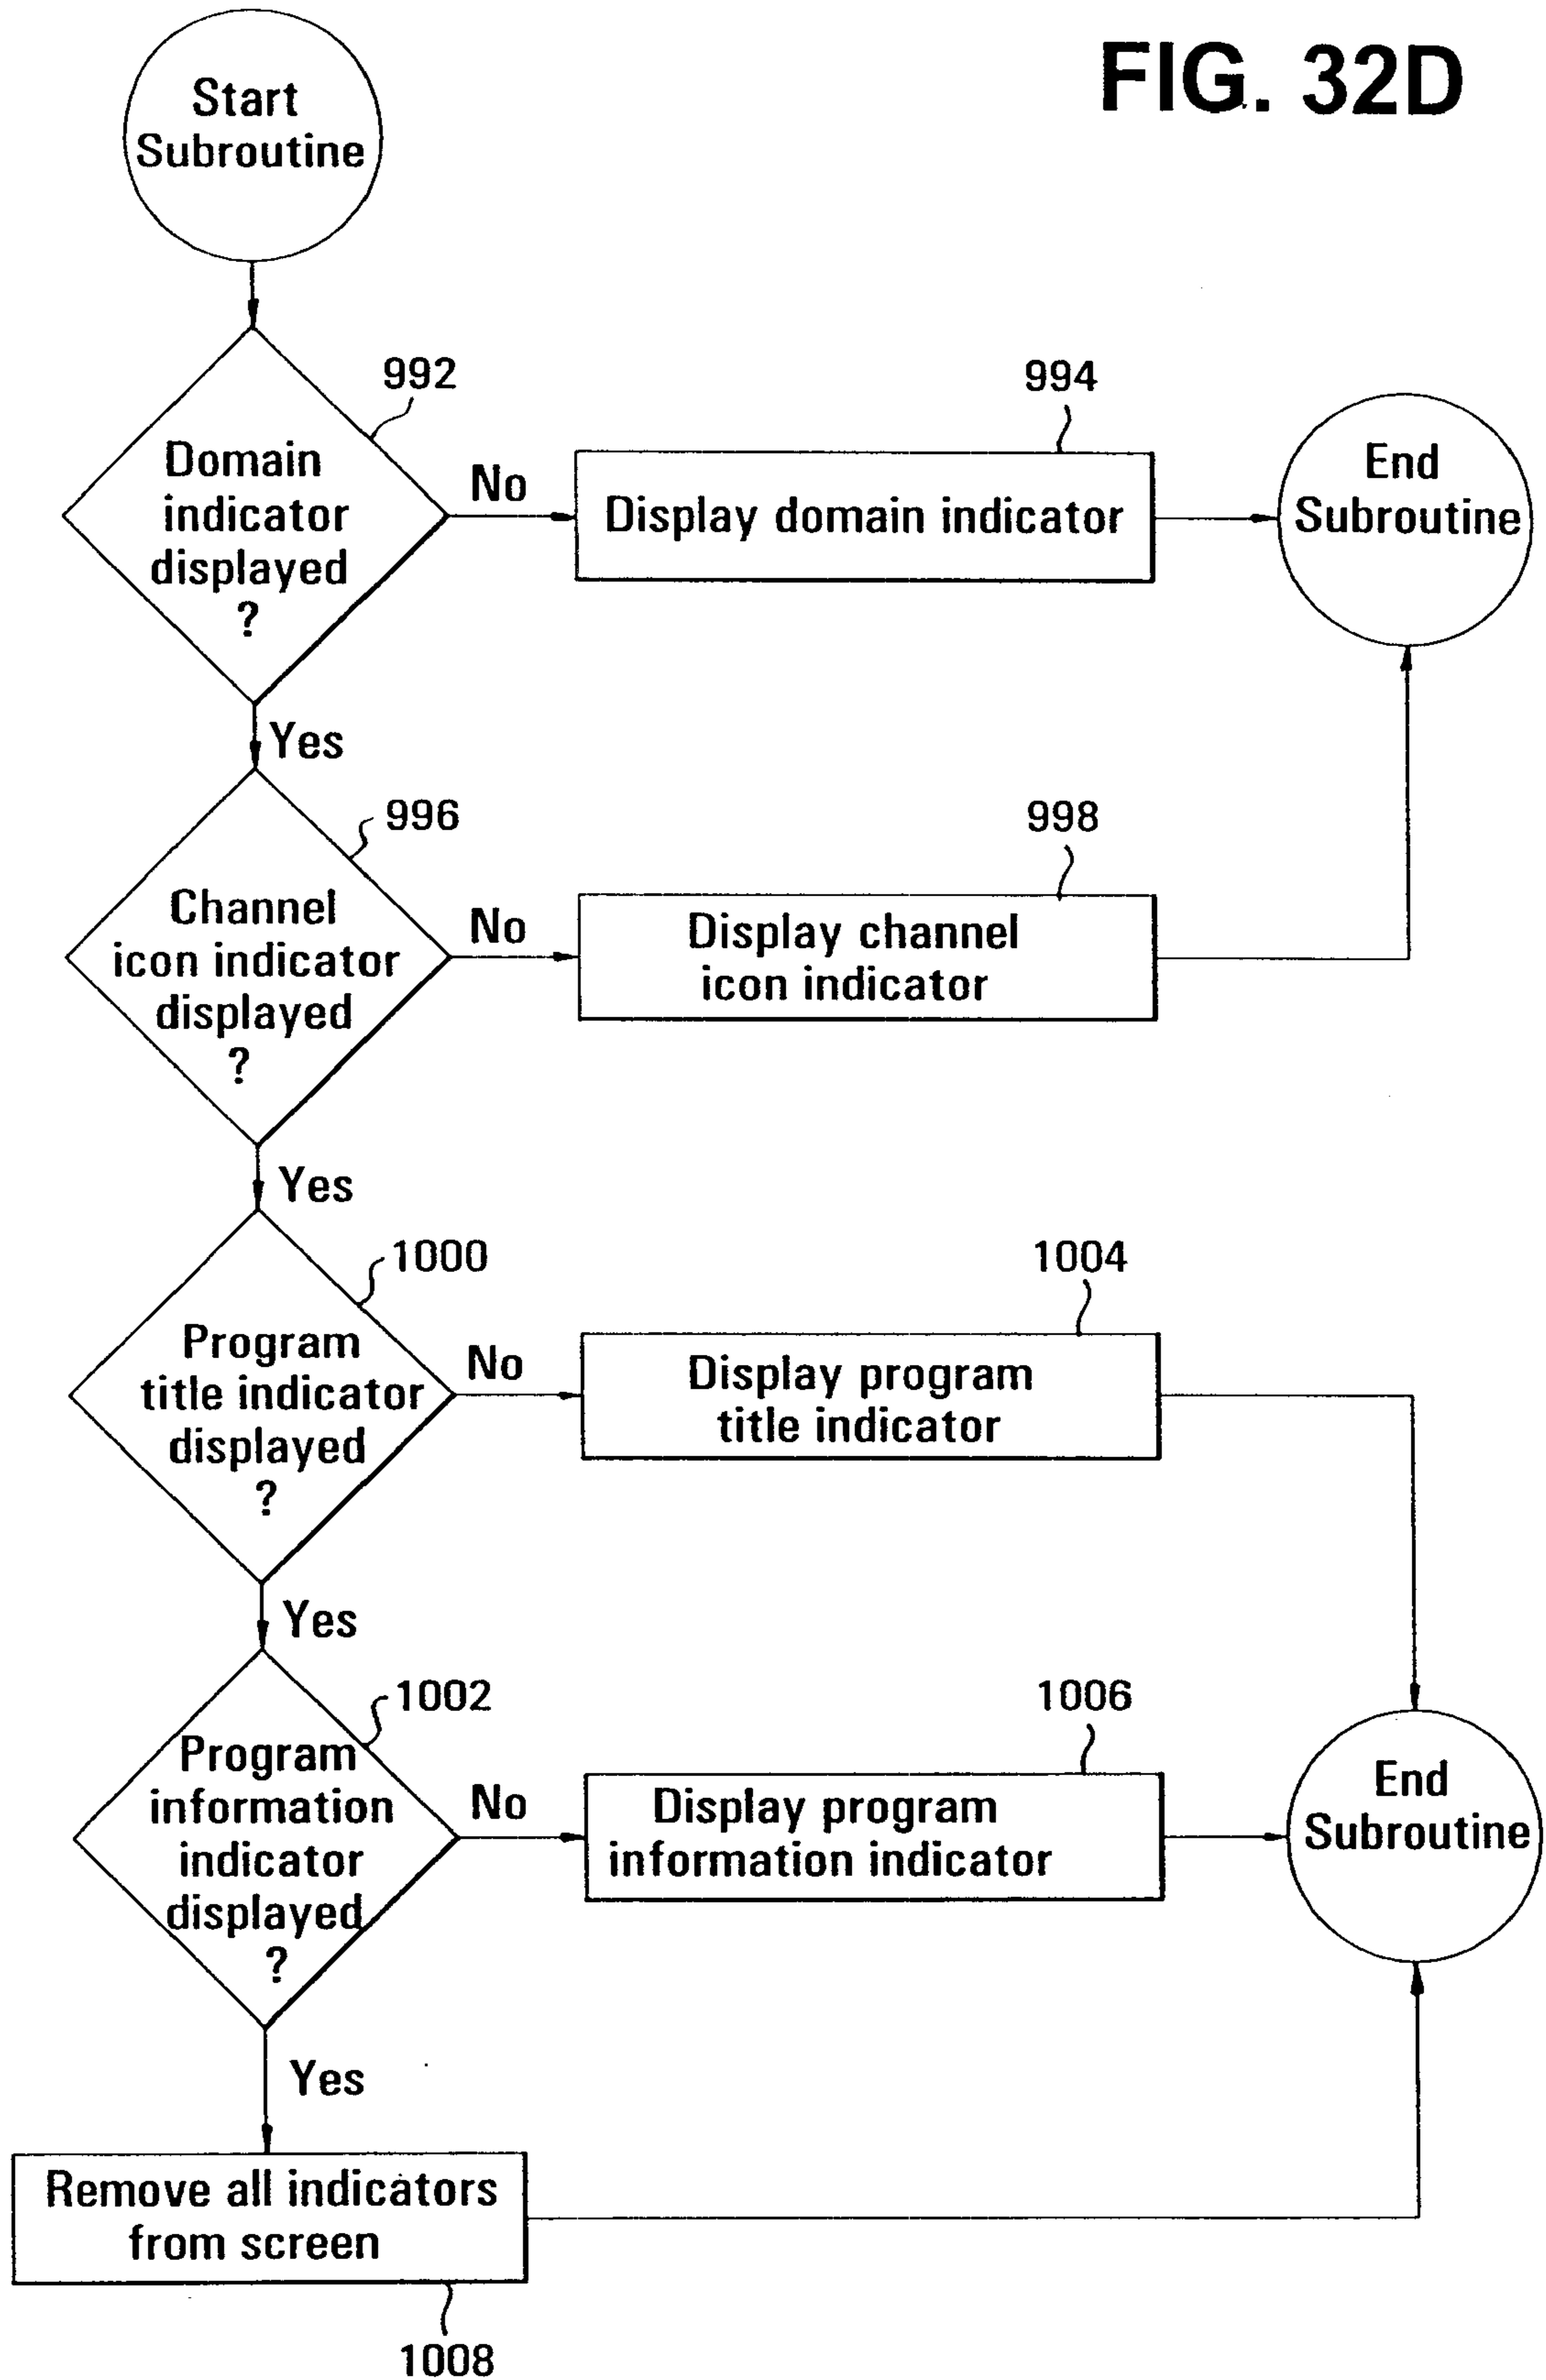 FIG. 32D
Start
Subroutine
992
Domain
indicator
displayed
?
No
994
Display domain indicator
End
Subroutine
Yes
996
Channel
icon indicator
displayed
?
No
998
Display channel
icon indicator
Yes
1000
Program
title indicator
displayed
?
No
1004
Display program
title indicator
Yes
1002
Program
information
indicator
displayed
?
No
1006
Display program
information indicator
End
Subroutine
Yes
Remove all indicators
from screen
1008